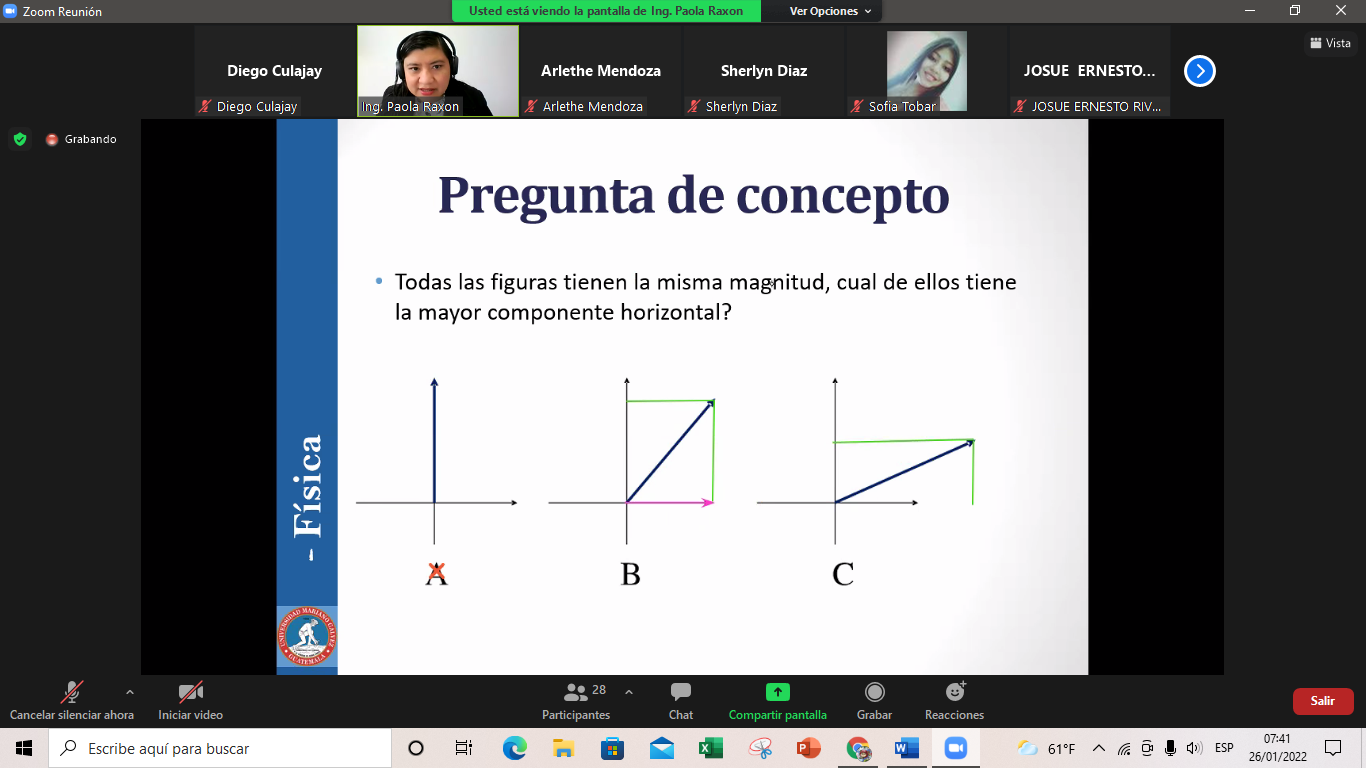 Zoom Reunión
Usted está viendo la pantalla de Ing. Paola Raxon
Ver Opciones
Diego Culajay
Arlethe Mendoza
Sherlyn Diaz
JOSUE ERNESTO...
Vista
Diego Culajay
Ing. Paola Raxon
Arlethe Mendoza
Sherlyn Diaz
Sofia Tobar
JOSUE ERNESTO RIV...
Grabando
Pregunta de concepto
• Todas las figuras tienen la misma magnitud, cual de ellos tiene
la mayor componente horizontal?
- Física
A
B
C
UNIVERSIDAD MARIANO GALVEZ
GUATEMALA
Cancelar silenciar ahora
Iniciar video
28
Participantes
Chat
Compartir pantalla
Grabar
Reacciones
Salir
Escribe aquí para buscar
61°F
ESP
07:41
26/01/2022